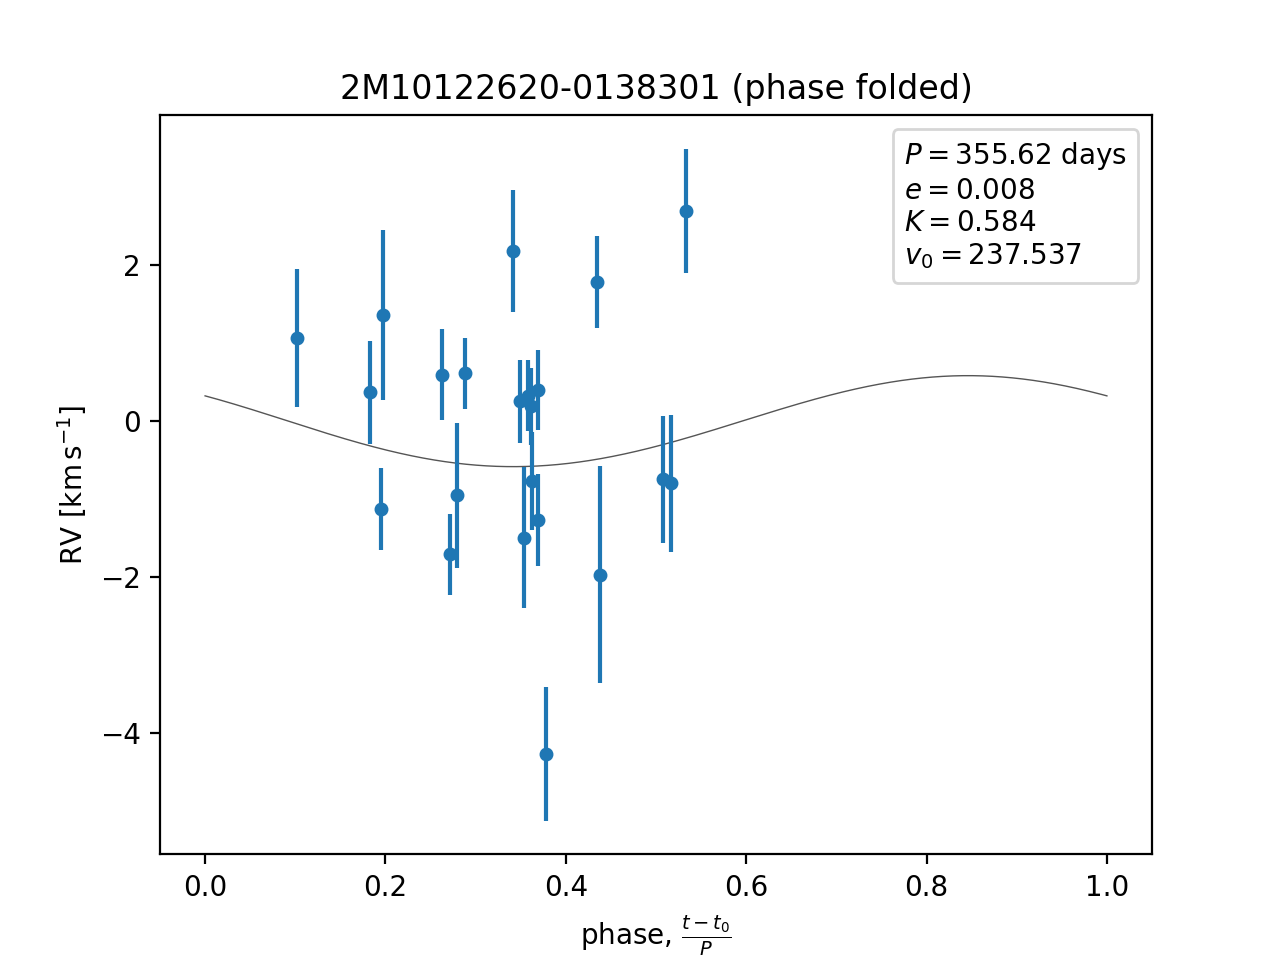 2M10122620-0138301 (phase folded)
P = 355.62 days
e = 0.008
K = 0.584
v₀ = 237.537
RV [km s⁻¹]
2
0
−2
−4
0.0 0.2 0.4 0.6 0.8 1.0
phase, (t − t₀)/P